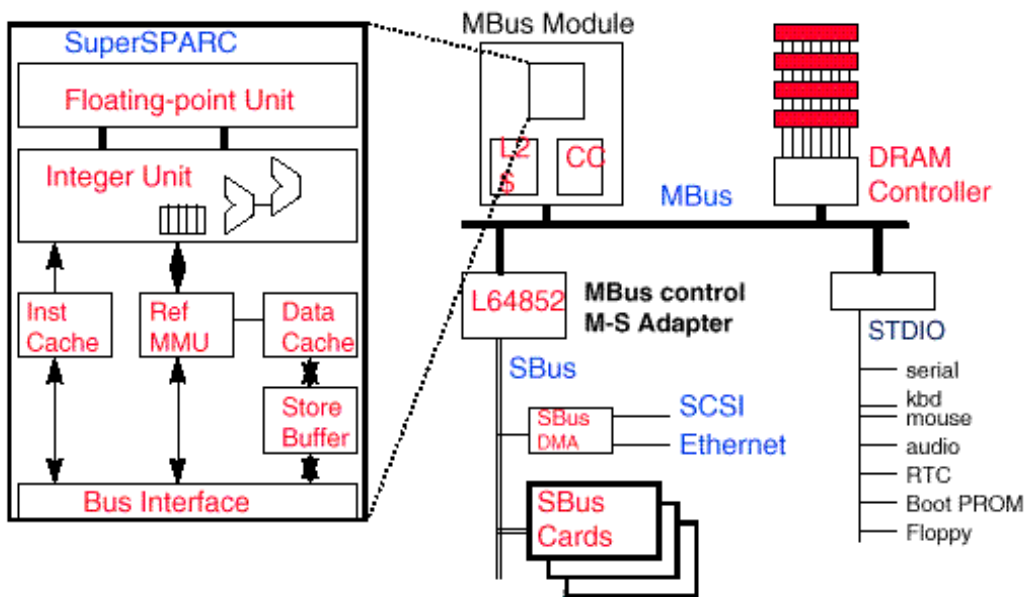 SuperSPARC
Floating-point Unit
Integer Unit
Inst
Cache
Ref
MMU
Data
Cache
Store
Buffer
Bus Interface
MBus Module
L2
$
CC
MBus
DRAM
Controller
L64852
MBus control
M-S Adapter
SBus
SBus
DMA
SCSI
Ethernet
SBus
Cards
STDIO
serial
kbd
mouse
audio
RTC
Boot PROM
Floppy